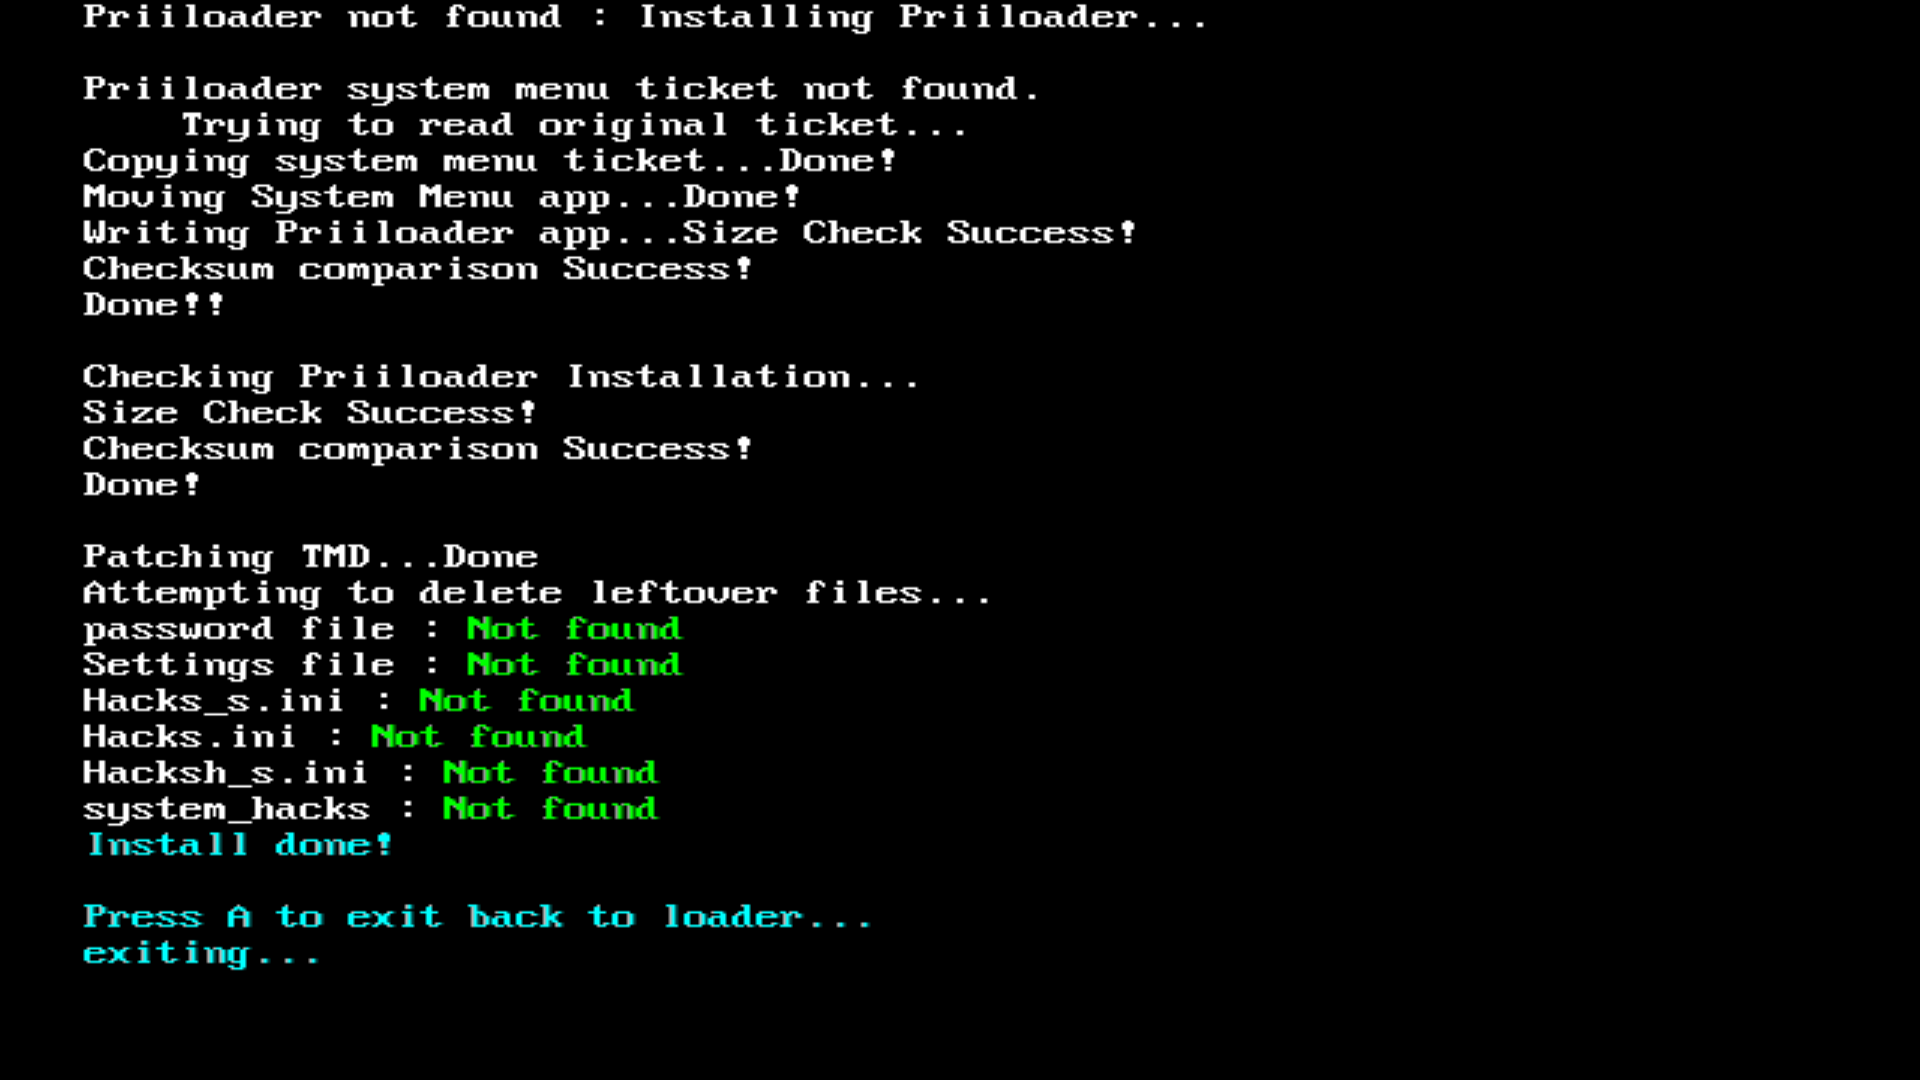 Priiloader not found : Installing Priiloader...
Priiloader system menu ticket not found.
Trying to read original ticket...
Copying system menu ticket...Done!
Moving System Menu app...Done!
Writing Priiloader app...Size Check Success!
Checksum comparison Success!
Done!!
Checking Priiloader Installation...
Size Check Success!
Checksum comparison Success!
Done!
Patching TMD...Done
Attempting to delete leftover files...
password file : Not found
Settings file : Not found
Hacks_s.ini : Not found
Hacks.ini : Not found
Hacksh_s.ini : Not found
system_hacks : Not found
Install done!
Press A to exit back to loader...
exiting...